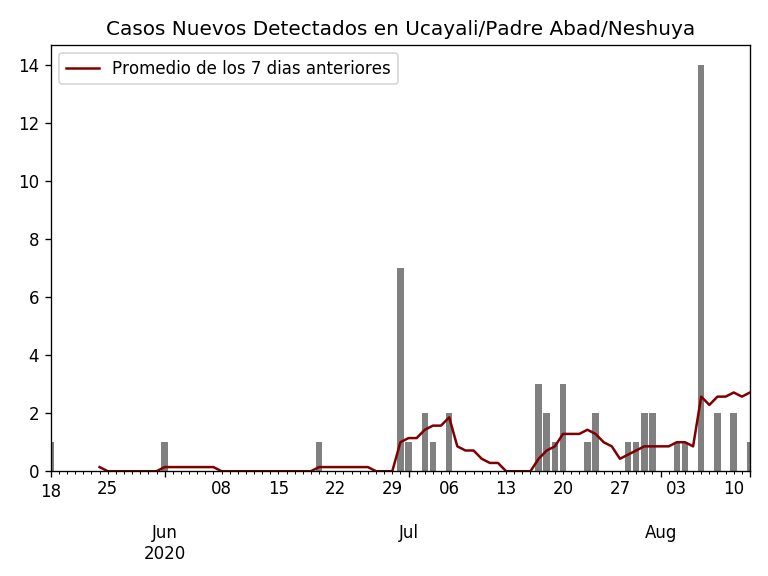 Casos Nuevos Detectados en Ucayali/Padre Abad/Neshuya
Promedio de los 7 dias anteriores
14
12
10
8
6
4
2
0
18 25 08 15 22 29 06 13 20 27 03 10
Jun Jul Aug
2020